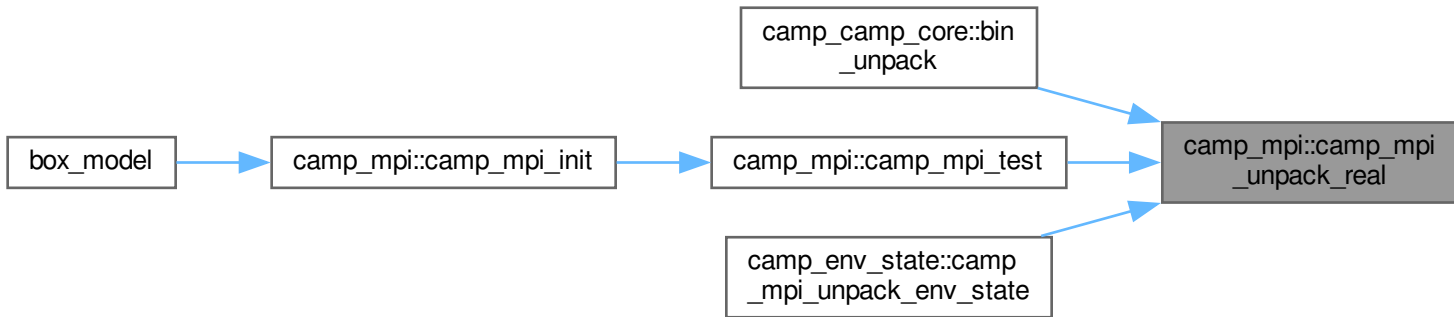 camp_camp_core::bin
_unpack
box_model
camp_mpi::camp_mpi_init
camp_mpi::camp_mpi_test
camp_mpi::camp_mpi
_unpack_real
camp_env_state::camp
_mpi_unpack_env_state